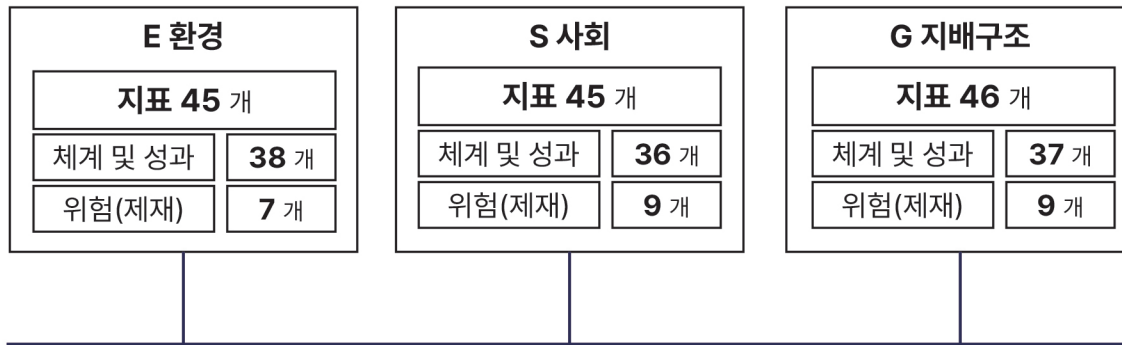 E 환경
지표 45 개
체계 및 성과 38 개
위험(제재) 7 개
S 사회
지표 45 개
체계 및 성과 36 개
위험(제재) 9 개
G 지배구조
지표 46 개
체계 및 성과 37 개
위험(제재) 9 개